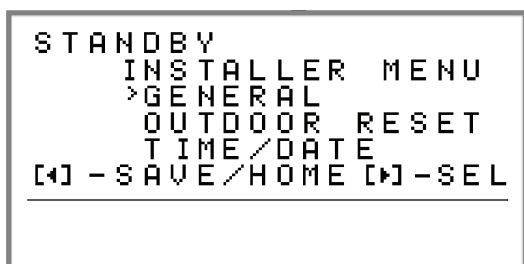 STANDBY
INSTALLER MENU
>GENERAL
OUTDOOR RESET
TIME/DATE
[◂]-SAVE/HOME [▸]-SEL